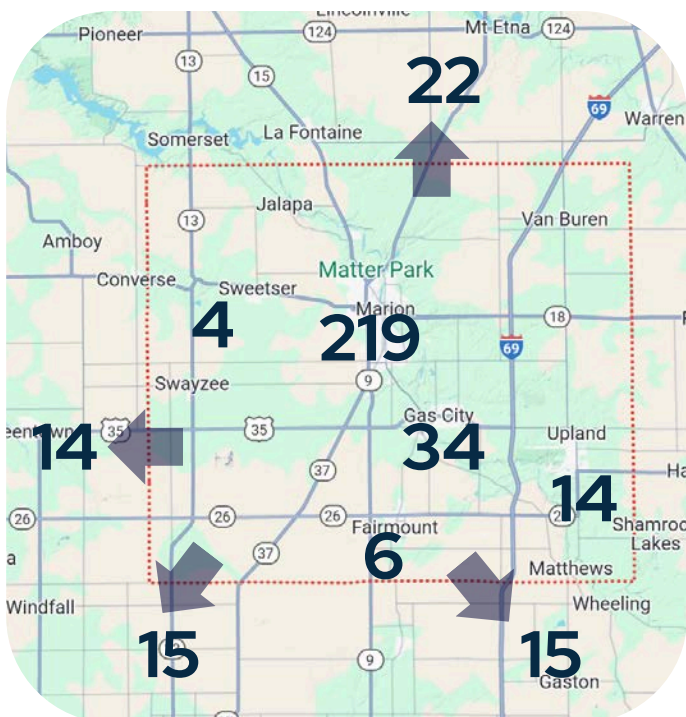 Pioneer
124
Mt Etna
124
13
15
22
69
Warren
Somerset
La Fontaine
Jalapa
13
Van Buren
Amboy
Matter Park
Converse
Sweetser
Marion
4
219
18
69
Swayzee
9
Gas City
35
35
14
34
Upland
37
14
26
26
26
Fairmount
Shamroc
Lakes
37
6
Matthews
Windfall
Wheeling
15
15
9
Gaston